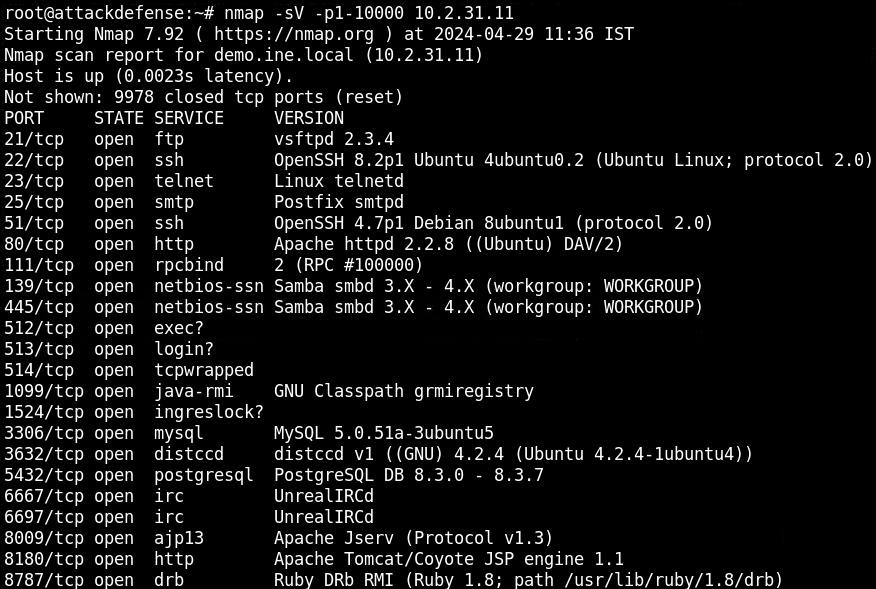 root@attackdefense:~# nmap -sV -p1-10000 10.2.31.11
Starting Nmap 7.92 ( https://nmap.org ) at 2024-04-29 11:36 IST
Nmap scan report for demo.ine.local (10.2.31.11)
Host is up (0.0023s latency).
Not shown: 9978 closed tcp ports (reset)
PORT     STATE SERVICE     VERSION
21/tcp   open  ftp         vsftpd 2.3.4
22/tcp   open  ssh         OpenSSH 8.2p1 Ubuntu 4ubuntu0.2 (Ubuntu Linux; protocol 2.0)
23/tcp   open  telnet      Linux telnetd
25/tcp   open  smtp        Postfix smtpd
51/tcp   open  ssh         OpenSSH 4.7p1 Debian 8ubuntu1 (protocol 2.0)
80/tcp   open  http        Apache httpd 2.2.8 ((Ubuntu) DAV/2)
111/tcp  open  rpcbind     2 (RPC #100000)
139/tcp  open  netbios-ssn Samba smbd 3.X - 4.X (workgroup: WORKGROUP)
445/tcp  open  netbios-ssn Samba smbd 3.X - 4.X (workgroup: WORKGROUP)
512/tcp  open  exec?
513/tcp  open  login?
514/tcp  open  tcpwrapped
1099/tcp open  java-rmi    GNU Classpath grmiregistry
1524/tcp open  ingreslock?
3306/tcp open  mysql       MySQL 5.0.51a-3ubuntu5
3632/tcp open  distccd     distccd v1 ((GNU) 4.2.4 (Ubuntu 4.2.4-1ubuntu4))
5432/tcp open  postgresql  PostgreSQL DB 8.3.0 - 8.3.7
6667/tcp open  irc         UnrealIRCd
6697/tcp open  irc         UnrealIRCd
8009/tcp open  ajp13       Apache Jserv (Protocol v1.3)
8180/tcp open  http        Apache Tomcat/Coyote JSP engine 1.1
8787/tcp open  drb         Ruby DRb RMI (Ruby 1.8; path /usr/lib/ruby/1.8/drb)